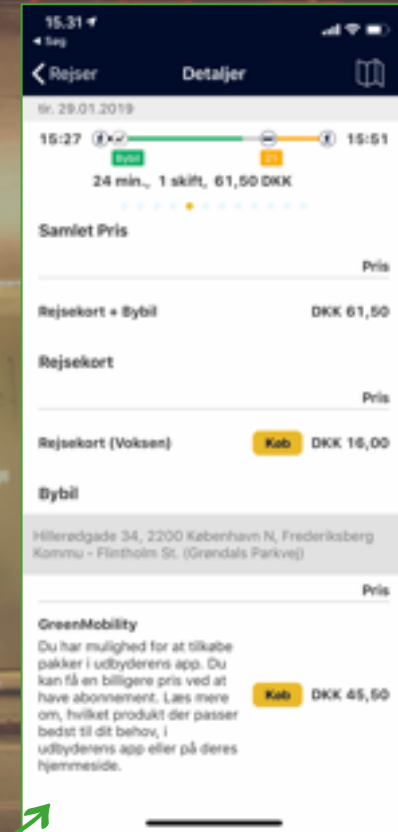 15.31
Søg
Rejser Detaljer
tir. 29.01.2019
15:27 15:51
Bybil 21
24 min., 1 skift, 61,50 DKK
Samlet Pris
Pris
Rejsekort + Bybil DKK 61,50
Rejsekort
Pris
Rejsekort (Voksen) Køb DKK 16,00
Bybil
Hillerødgade 34, 2200 København N, Frederiksberg
Kommu - Flintholm St. (Grøndals Parkvej)
Pris
GreenMobility
Du har mulighed for at tilkøbe
pakker i udbyderens app. Du
kan få en billigere pris ved at
have abonnement. Læs mere
om, hvilket produkt der passer
bedst til dit behov, i
udbyderens app eller på deres
hjemmeside.
Køb DKK 45,50